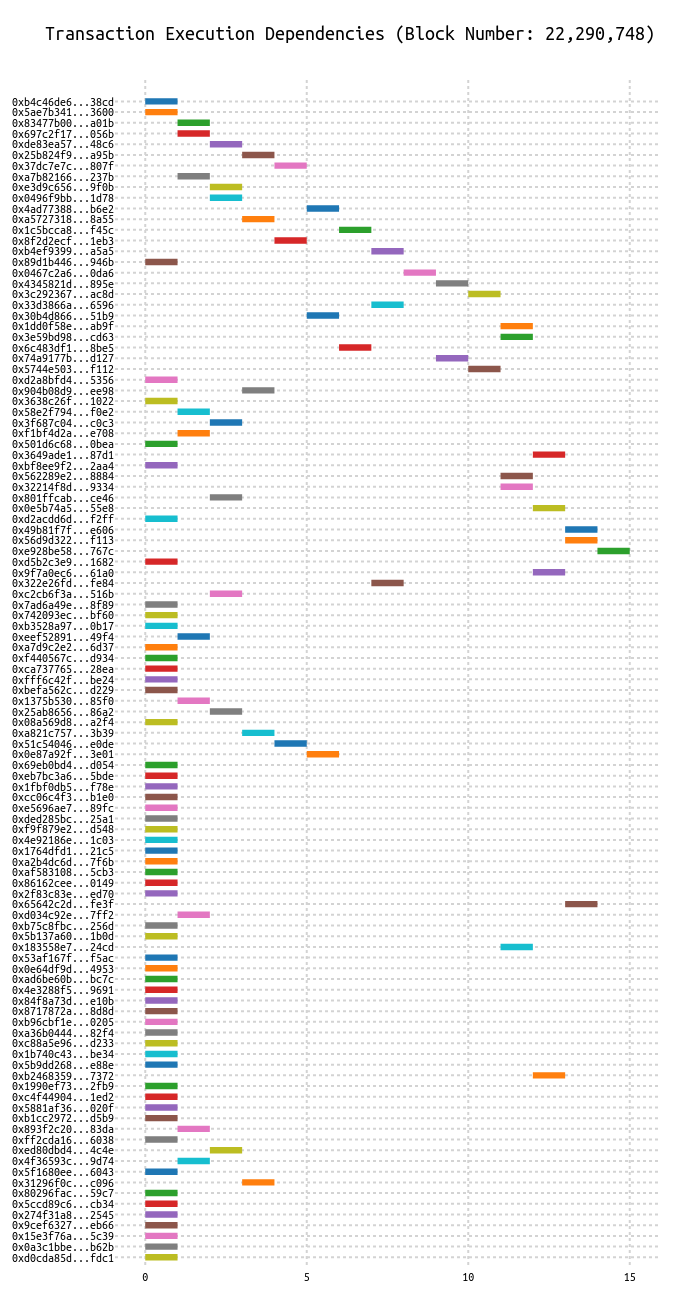 Transaction Execution Dependencies (Block Number: 22,290,748)
0xb4c46de6...38cd
0x5ae7b341...3600
0x83477b00...a01b
0x697c2f17...056b
0xde83ea57...48c6
0x25b824f9...a95b
0x37dc7e7c...807f
0xa7b82166...237b
0xe3d9c656...9f0b
0x0496f9bb...1d78
0x4ad77388...b6e2
0xa5727318...8a55
0x1c5bcca8...f45c
0x8f2d2ecf...1eb3
0xb4ef9399...a5a5
0x89d1b446...946b
0x0467c2a6...0da6
0x4345821d...895e
0x3c292367...ac8d
0x33d3866a...6596
0x30b4d866...51b9
0x1dd0f58e...ab9f
0x3e59bd98...cd63
0x6c483df1...8be5
0x74a9177b...d127
0x5744e503...f112
0xd2a8bfd4...5356
0x904b08d9...ee98
0x3638c26f...1022
0x58e2f794...f0e2
0x3f687c04...c0c3
0xf1bf4d2a...e708
0x501d6c68...0bea
0x3649ade1...87d1
0xbf8ee9f2...2aa4
0x562289e2...8884
0x32214f8d...9334
0x801ffcab...ce46
0x0e5b74a5...55e8
0xd2acdd6d...f2ff
0x49b81f7f...e606
0x56d9d322...f113
0xe928be58...767c
0xd5b2c3e9...1682
0x9f7a0ec6...61a0
0x322e26fd...fe84
0xc2cb6f3a...516b
0x7ad6a49e...8f89
0x742093ec...bf60
0xb3528a97...0b17
0xeef52891...49f4
0xa7d9c2e2...6d37
0xf440567c...d934
0xca737765...28ea
0xfff6c42f...be24
0xbefa562c...d229
0x1375b530...85f0
0x25ab8656...86a2
0x08a569d8...a2f4
0xa821c757...3b39
0x51c54046...e0de
0x0e87a92f...3e01
0x69eb0bd4...d054
0xeb7bc3a6...5bde
0x1fbf0db5...f78e
0xcc06c4f3...b1e0
0xe5696ae7...89fc
0xded285bc...25a1
0xf9f879e2...d548
0x4e92186e...1c03
0x1764dfd1...21c5
0xa2b4dc6d...7f6b
0xaf583108...5cb3
0x86162cee...0149
0x2f83c83e...ed70
0x65642c2d...fe3f
0xd034c92e...7ff2
0xb75c8fbc...256d
0x5b137a60...1b0d
0x183558e7...24cd
0x53af167f...f5ac
0x0e64df9d...4953
0xad6be60b...bc7c
0x4e3288f5...9691
0x84f8a73d...e10b
0x8717872a...8d8d
0xb96cbf1e...0205
0xa36b0444...82f4
0xc88a5e96...d233
0x1b740c43...be34
0x5b9dd268...e88e
0xb2468359...7372
0x1990ef73...2fb9
0xc4f44904...1ed2
0x5881af36...020f
0xb1cc2972...d5b9
0x893f2c20...83da
0xff2cda16...6038
0xed80dbd4...4c4e
0x4f36593c...9d74
0x5f1680ee...6043
0x31296f0c...c096
0x80296fac...59c7
0x5ccd89c6...cb34
0x274f31a8...2545
0x9cef6327...eb66
0x15e3f76a...5c39
0x0a3c1bbe...b62b
0xd0cda85d...fdc1
0 5 10 15